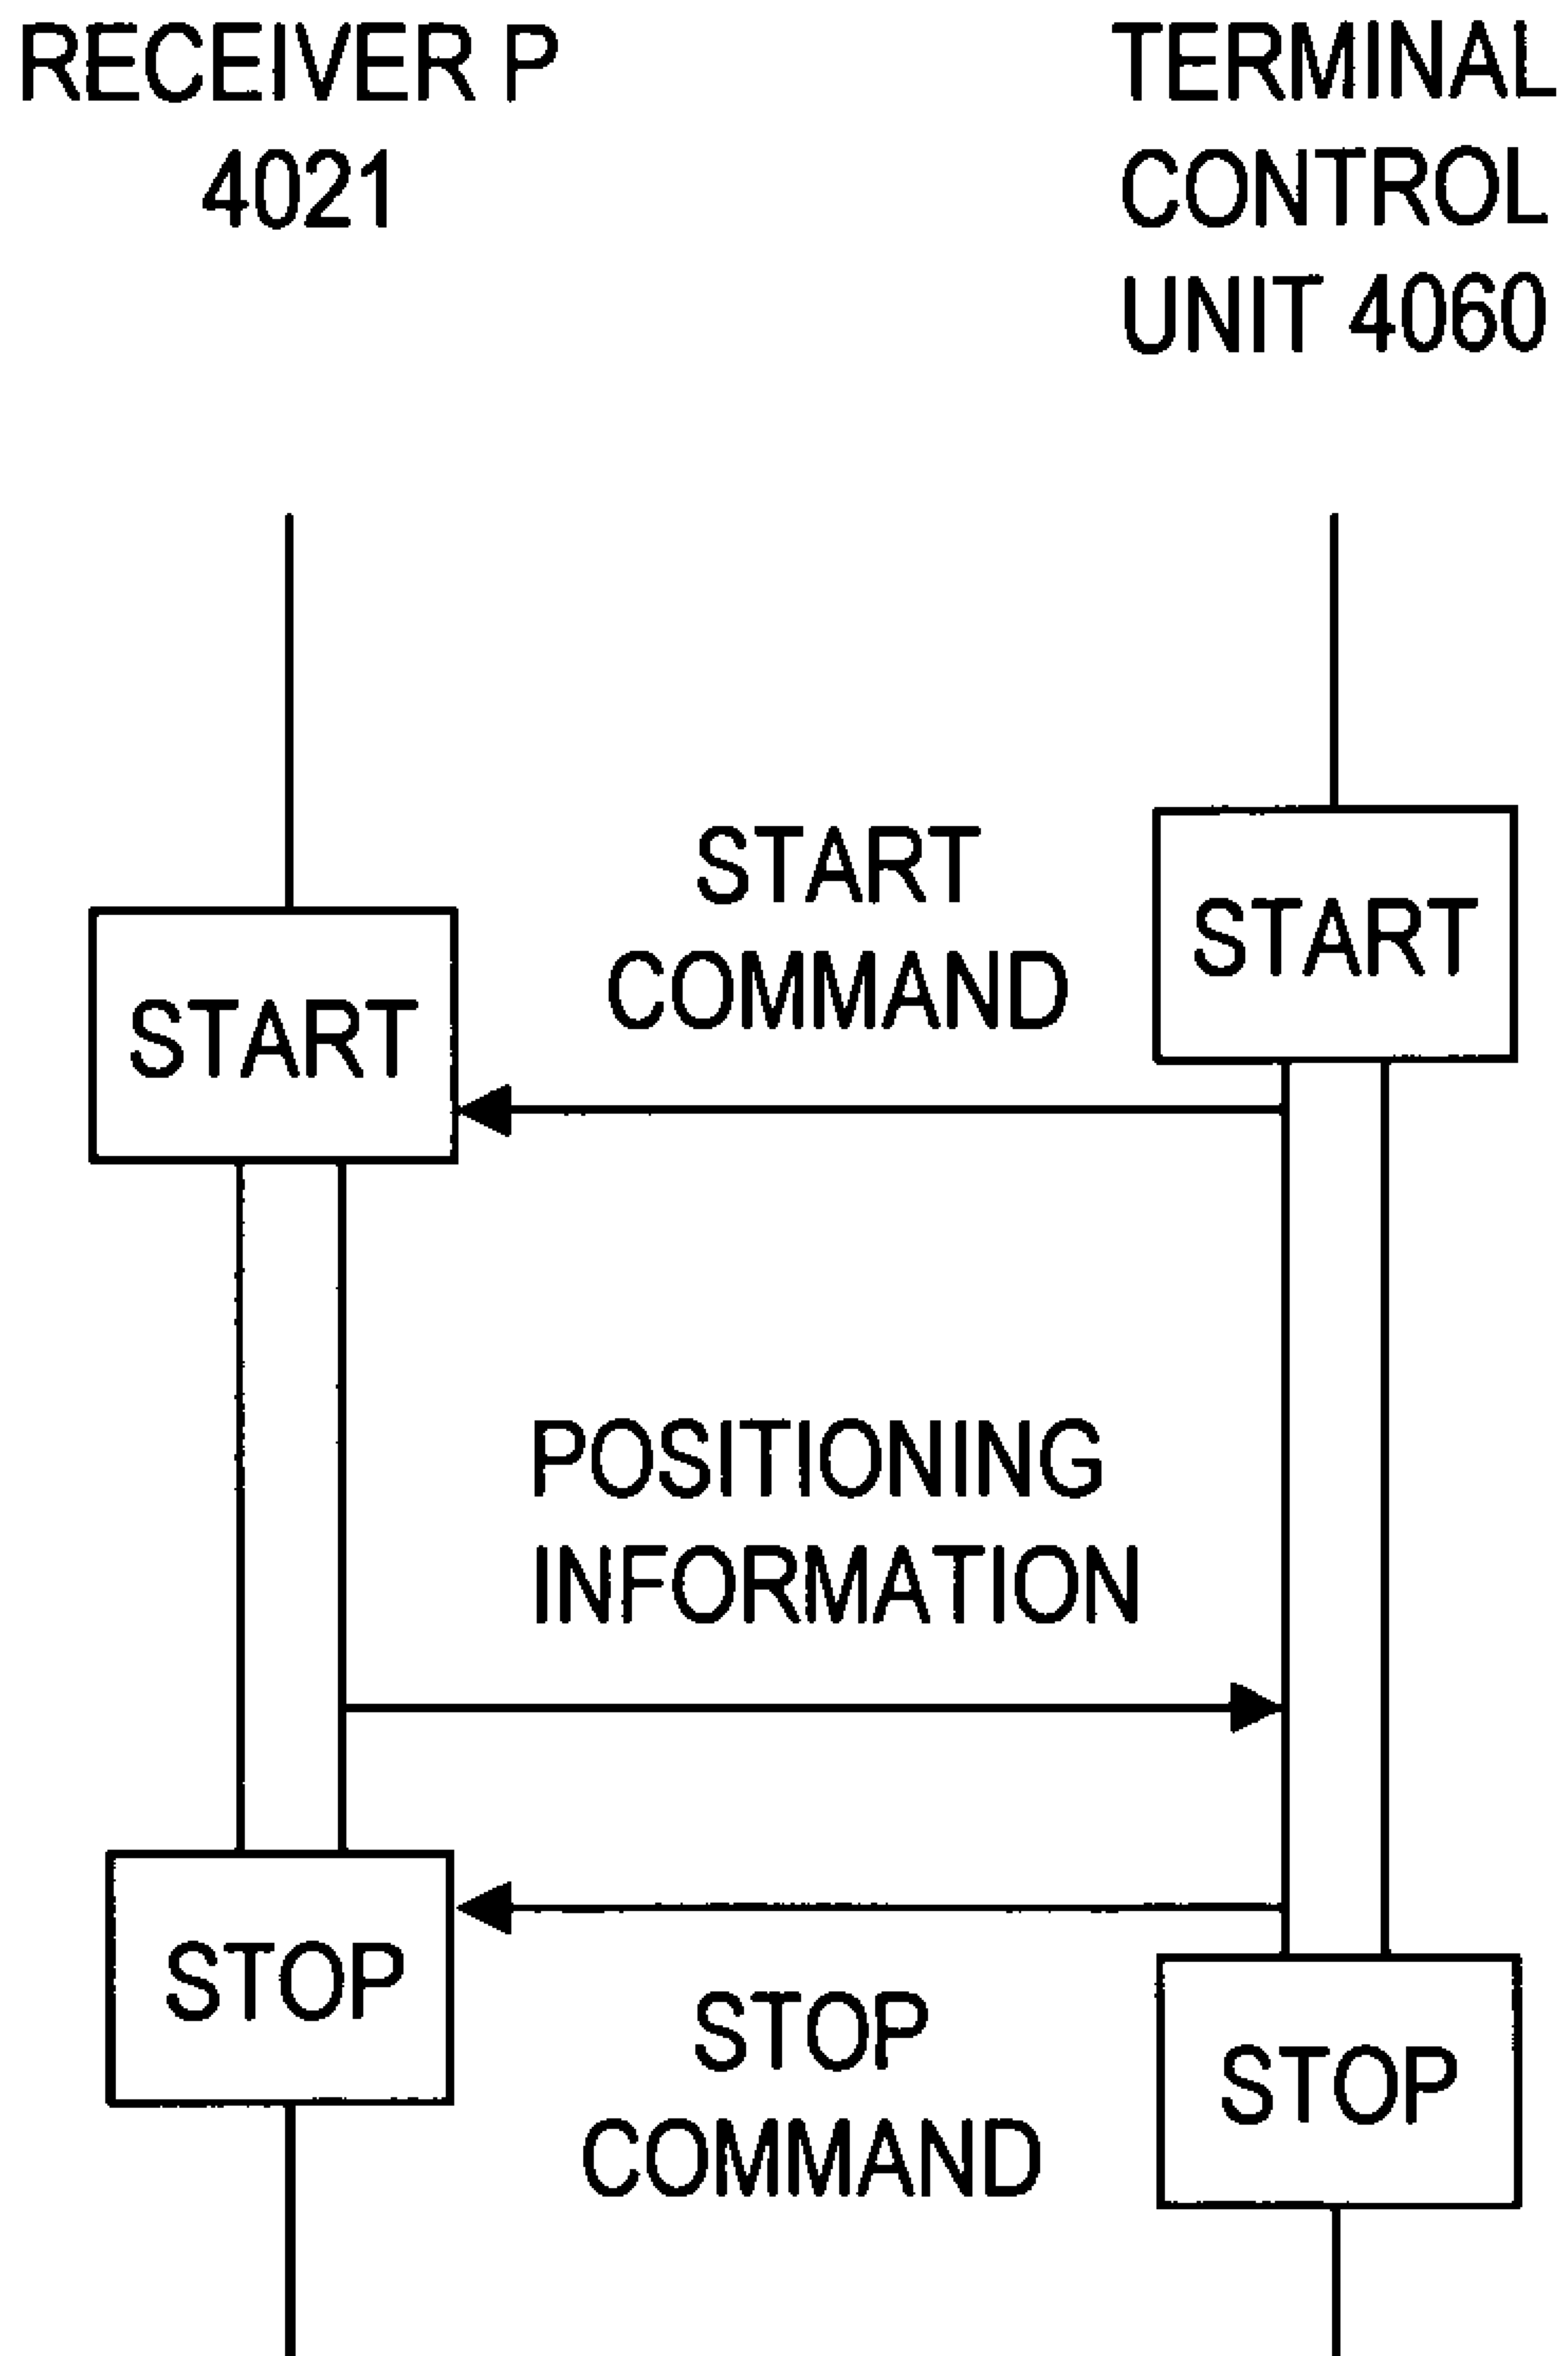 RECEIVER P
4021
TERMINAL
CONTROL
UNIT 4060
START
COMMAND
START
START
POSITIONING
INFORMATION
STOP
STOP
COMMAND
STOP